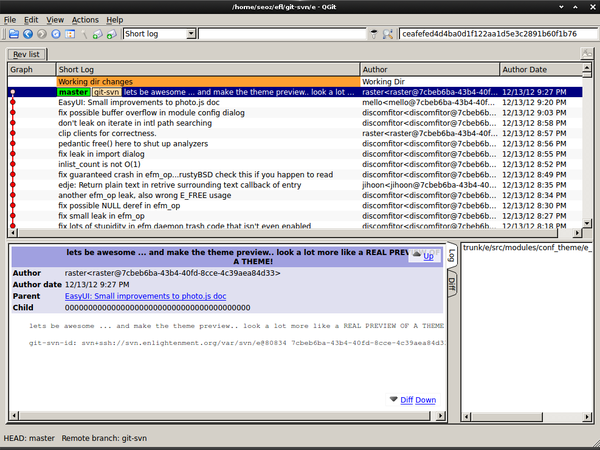 /home/seoz/efl/git-svn/e - QGit
File Edit View Actions Help
Short log
ceafefed4d4ba0d1f122aa1d5e3c2891b60f1b76
Rev list
Graph Short Log Author Author Date
Working dir changes Working Dir
master git-svn lets be awesome ... and make the theme preview.. look a lot ... raster<raster@7cbeb6ba-43b4-40f... 12/13/12 9:27 PM
EasyUI: Small improvements to photo.js doc mello<mello@7cbeb6ba-43b4-40f... 12/13/12 9:20 PM
fix possible buffer overflow in module config dialog discomfitor<discomfitor@7cbeb6b... 12/13/12 9:03 PM
don't leak on iterate in intl path searching discomfitor<discomfitor@7cbeb6b... 12/13/12 8:58 PM
clip clients for correctness. raster<raster@7cbeb6ba-43b4-40f... 12/13/12 8:57 PM
pedantic free() here to shut up analyzers discomfitor<discomfitor@7cbeb6b... 12/13/12 8:56 PM
fix leak in import dialog discomfitor<discomfitor@7cbeb6b... 12/13/12 8:55 PM
inlist_count is not O(1) discomfitor<discomfitor@7cbeb6b... 12/13/12 8:52 PM
fix guaranteed crash in efm_op...rustyBSD check this if you happen to read discomfitor<discomfitor@7cbeb6b... 12/13/12 8:49 PM
edje: Return plain text in retrive surrounding text callback of entry jihoon<jihoon@7cbeb6ba-43b4-40f... 12/13/12 8:35 PM
another efm_op leak, also wrong E_FREE usage discomfitor<discomfitor@7cbeb6b... 12/13/12 8:34 PM
fix possible NULL deref in efm_op discomfitor<discomfitor@7cbeb6b... 12/13/12 8:30 PM
fix small leak in efm_op discomfitor<discomfitor@7cbeb6b... 12/13/12 8:27 PM
fix lots of stupidity in efm daemon trash code that isn't even enabled discomfitor<discomfitor@7cbeb6b... 12/13/12 8:18 PM
lets be awesome ... and make the theme preview.. look a lot more like a REAL PREV
A THEME!
Up
Author raster<raster@7cbeb6ba-43b4-40fd-8cce-4c39aea84d33>
Author date 12/13/12 9:27 PM
Parent EasyUI: Small improvements to photo.js doc
Child 0000000000000000000000000000000000000000
lets be awesome ... and make the theme preview.. look a lot more like a REAL PREVIEW OF A THEME
git-svn-id: svn+ssh://svn.enlightenment.org/var/svn/e@80834 7cbeb6ba-43b4-40fd-8cce-4c39aea84d3
Diff Down
Log
Diff
trunk/e/src/modules/conf_theme/e_
HEAD: master Remote branch: git-svn